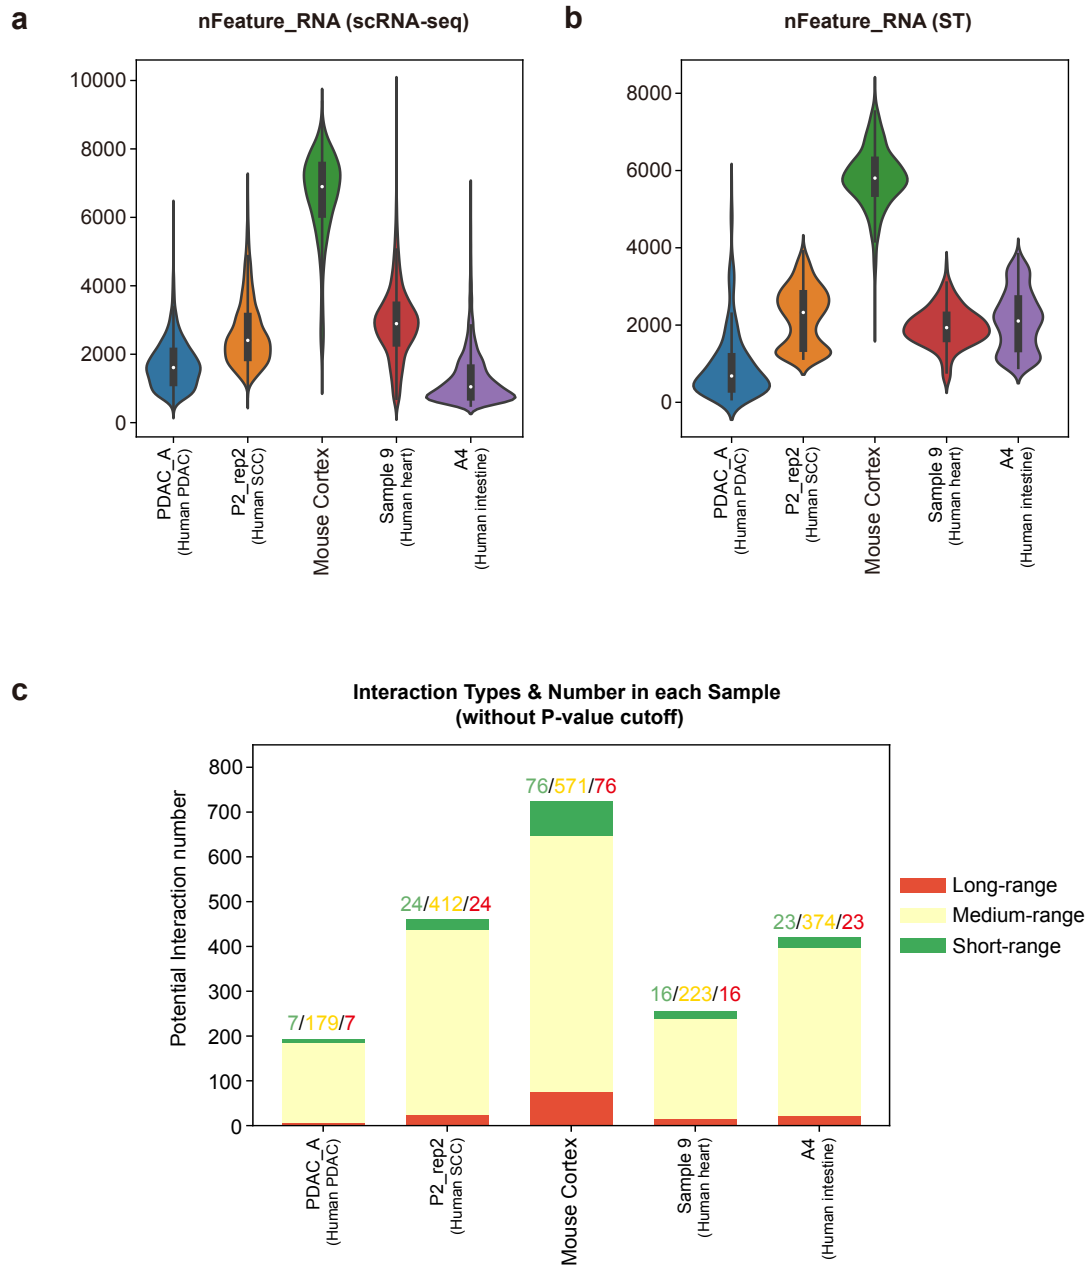 a
nFeature_RNA (scRNA-seq)
10000
8000
6000
4000
2000
0
PDAC_A
(Human PDAC)
P2_rep2
(Human SCC)
Mouse Cortex
Sample 9
(Human heart)
A4
(Human intestine)
b
nFeature_RNA (ST)
8000
6000
4000
2000
0
PDAC_A
(Human PDAC)
P2_rep2
(Human SCC)
Mouse Cortex
Sample 9
(Human heart)
A4
(Human intestine)
c
Interaction Types & Number in each Sample
(without P-value cutoff)
Potential Interaction number
800
700
600
500
400
300
200
100
0
7/179/7
24/412/24
76/571/76
16/223/16
23/374/23
PDAC_A
(Human PDAC)
P2_rep2
(Human SCC)
Mouse Cortex
Sample 9
(Human heart)
A4
(Human intestine)
Long-range
Medium-range
Short-range